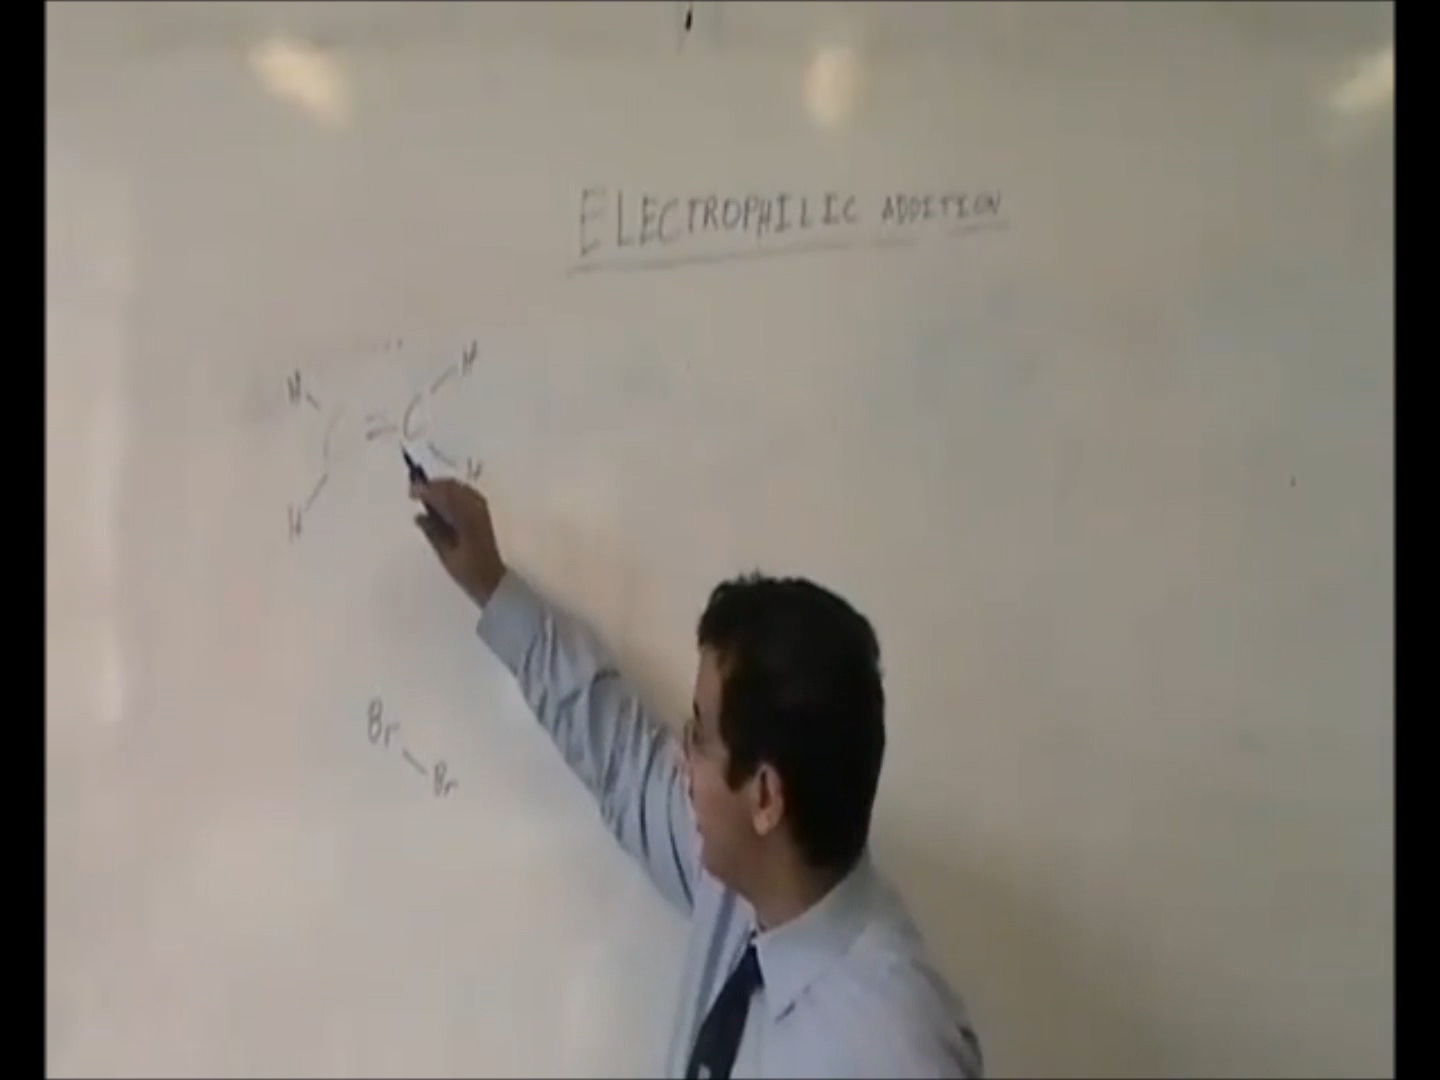 ELECTROPHILIC ADDITION
H H
C = C
H H
Br
Br